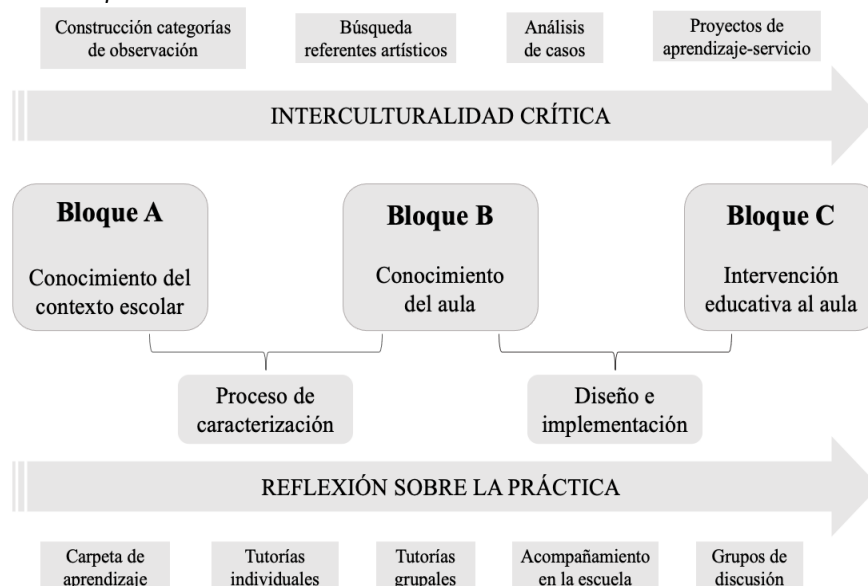 Construcción categorías
de observación
Búsqueda
referentes artísticos
Análisis
de casos
Proyectos de
aprendizaje-servicio
INTERCULTURALIDAD CRÍTICA
Bloque A
Conocimiento del
contexto escolar
Bloque B
Conocimiento
del aula
Bloque C
Intervención
educativa al aula
Proceso de
caracterización
Diseño e
implementación
REFLEXIÓN SOBRE LA PRÁCTICA
Carpeta de
aprendizaje
Tutorías
individuales
Tutorías
grupales
Acompañamiento
en la escuela
Grupos de
discusión